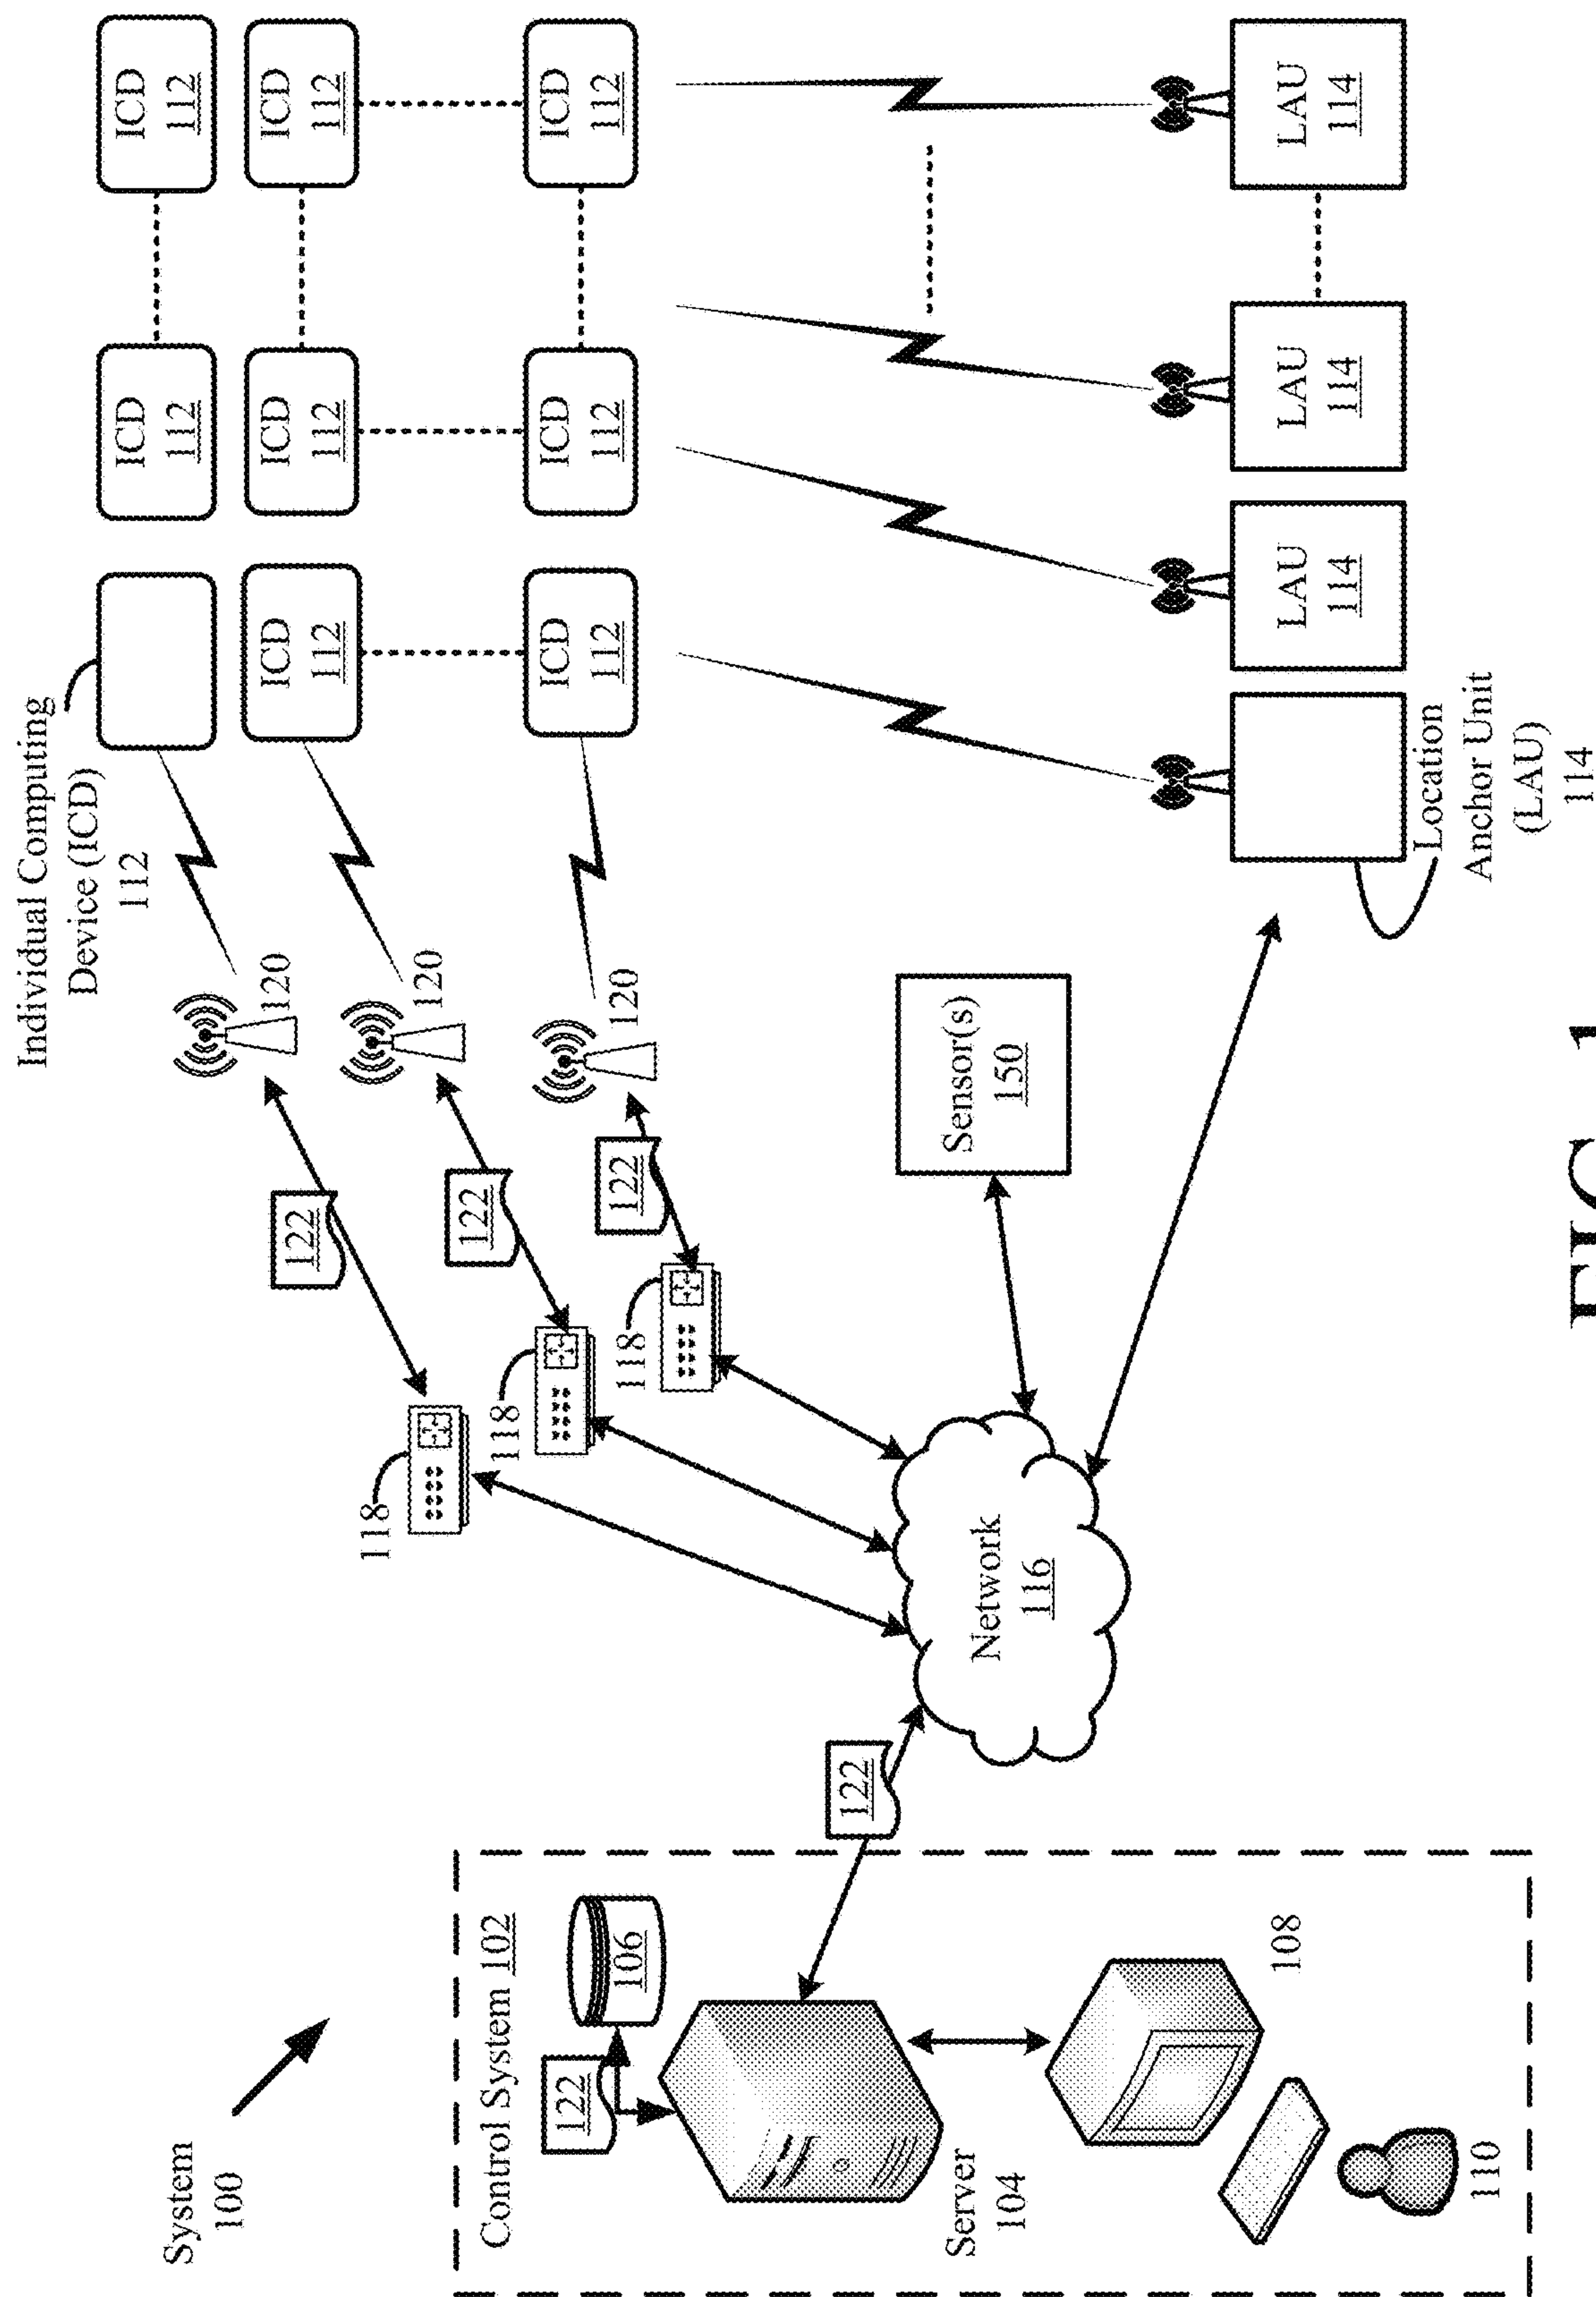 System
100
Control System 102
122
106
Server
104
108
110
122
Network
116
118
118
118
122
122
122
120
120
120
Sensor(s)
150
Individual Computing
Device (ICD)
112
ICD
112
ICD
112
ICD
112
ICD
112
ICD
112
ICD
112
ICD
112
ICD
112
Location
Anchor Unit
(LAU)
114
LAU
114
LAU
114
LAU
114
FIG. 1